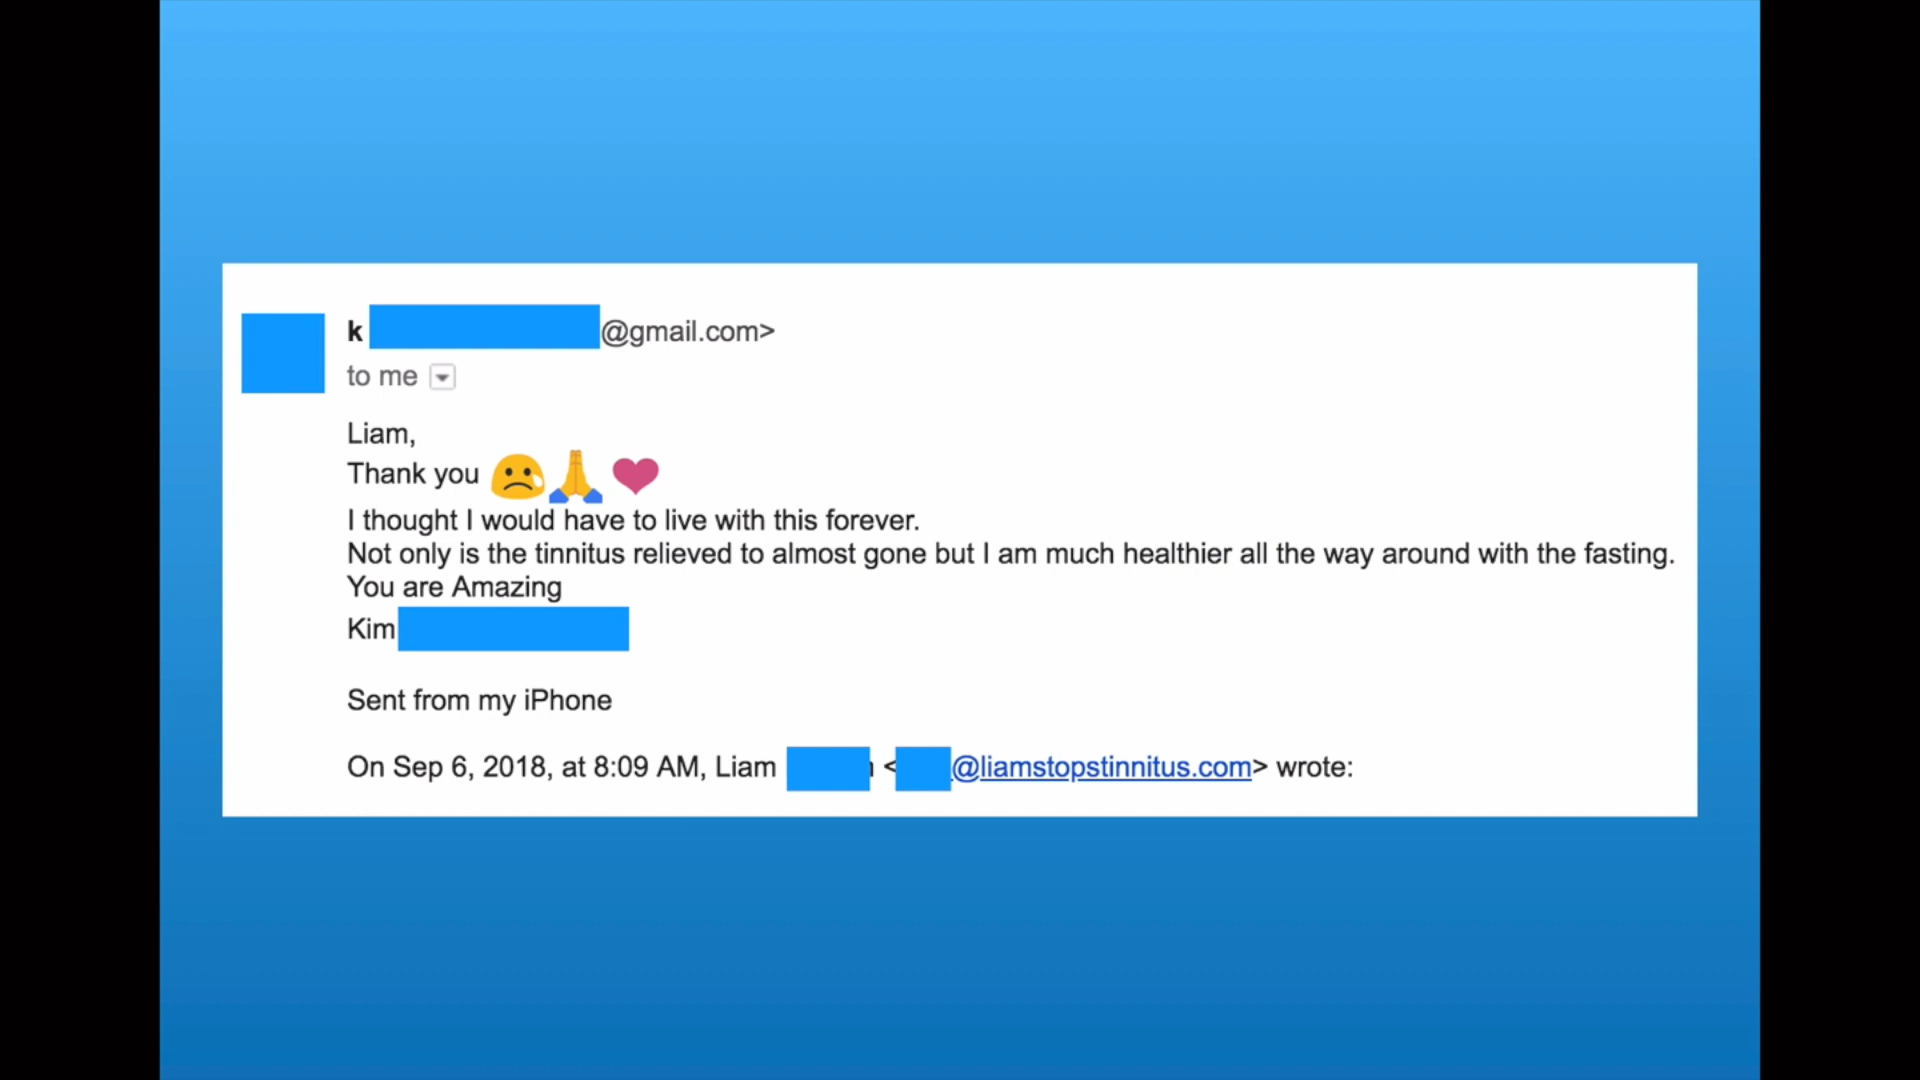 k @gmail.com>
to me
Liam,
Thank you 😢🙏❤
I thought I would have to live with this forever.
Not only is the tinnitus relieved to almost gone but I am much healthier all the way around with the fasting.
You are Amazing
Kim
Sent from my iPhone
On Sep 6, 2018, at 8:09 AM, Liam < @liamstopstinnitus.com> wrote: